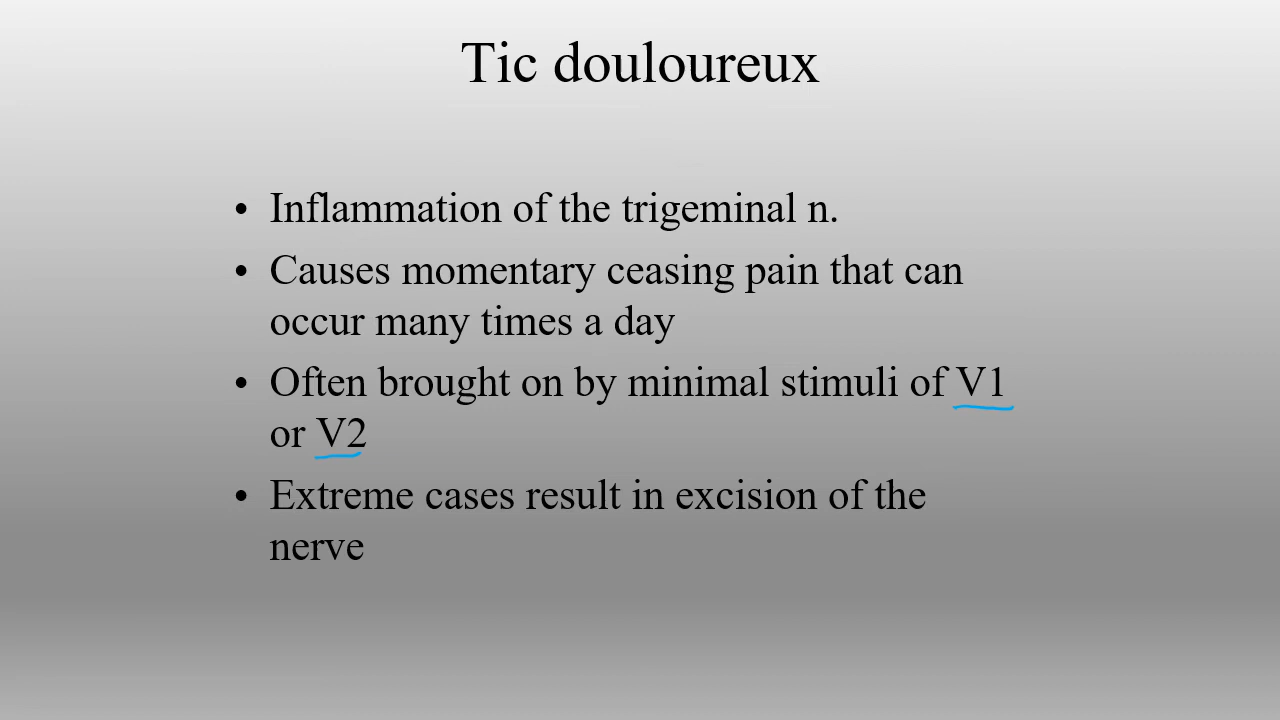 Tic douloureux
• Inflammation of the trigeminal n.
• Causes momentary ceasing pain that can
occur many times a day
• Often brought on by minimal stimuli of V1
or V2
• Extreme cases result in excision of the
nerve